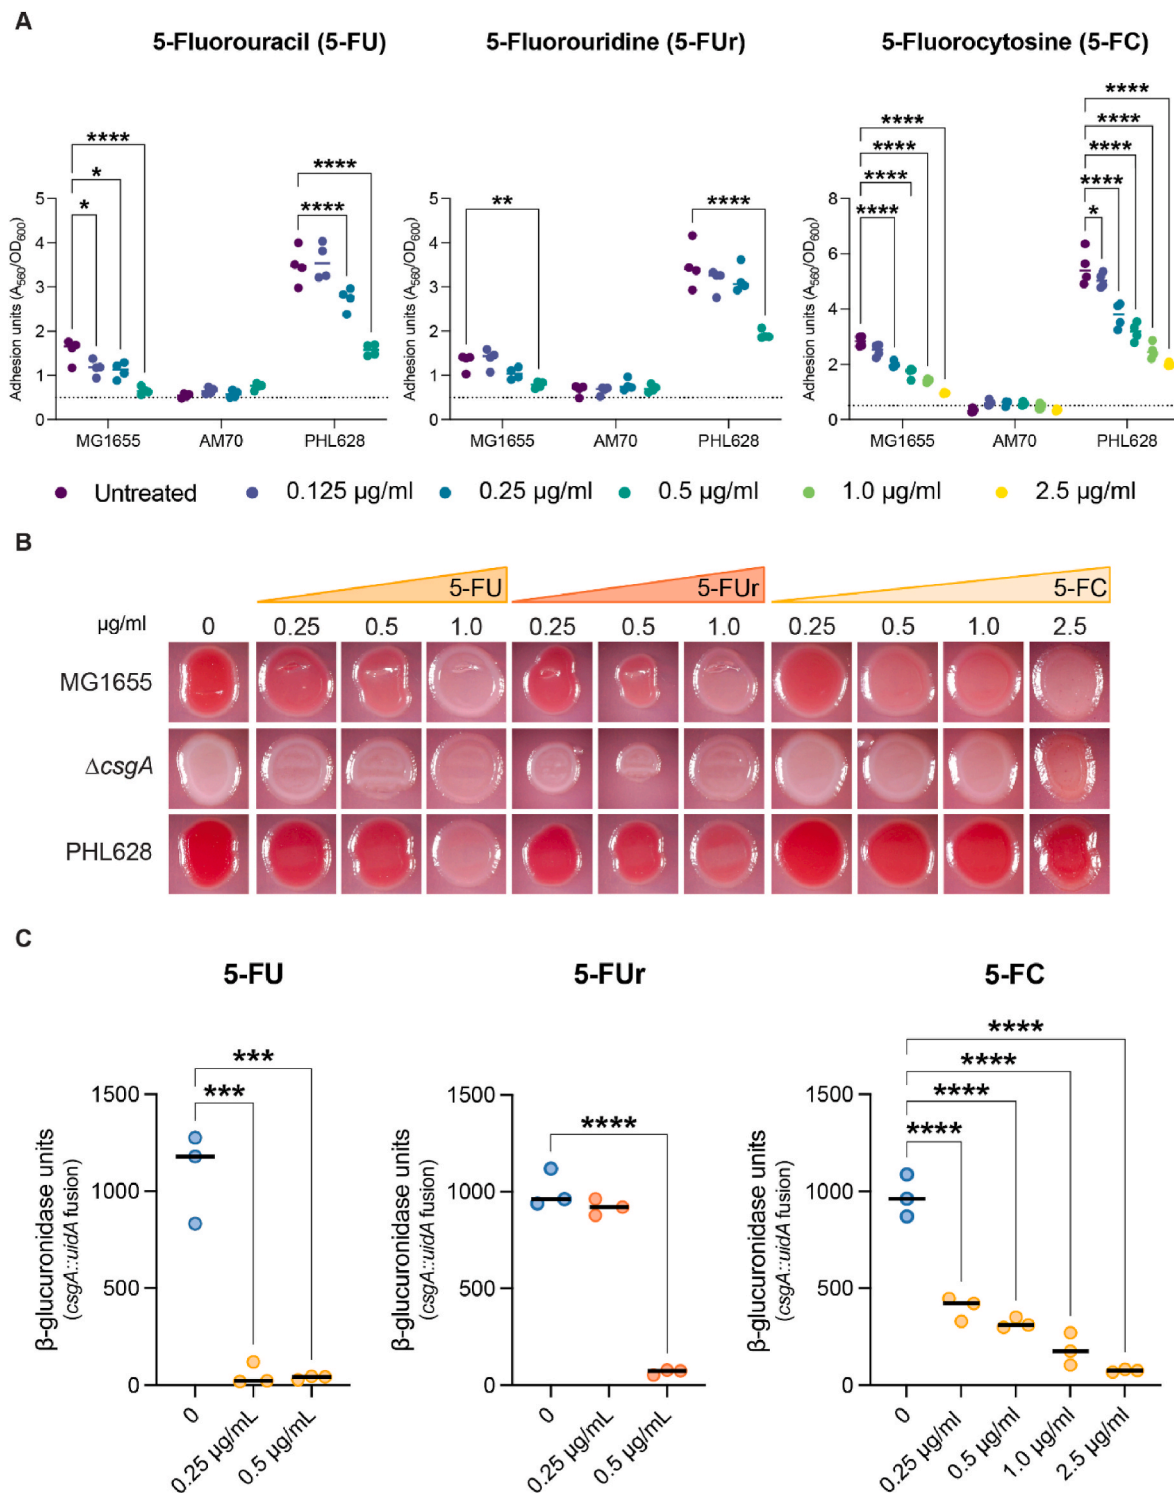 A
5-Fluorouracil (5-FU)
5-Fluorouridine (5-FUr)
5-Fluorocytosine (5-FC)
Adhesion units (A560/OD600)
5
4
3
2
1
0
****
*
*
****
****
MG1655
AM70
PHL628
Adhesion units (A560/OD600)
5
4
3
2
1
0
**
****
MG1655
AM70
PHL628
Adhesion units (A560/OD600)
8
6
4
2
0
****
****
****
****
****
****
****
****
*
MG1655
AM70
PHL628
Untreated 0.125 µg/ml 0.25 µg/ml 0.5 µg/ml 1.0 µg/ml 2.5 µg/ml
B
5-FU 5-FUr 5-FC
µg/ml 0 0.25 0.5 1.0 0.25 0.5 1.0 0.25 0.5 1.0 2.5
MG1655
ΔcsgA
PHL628
C
5-FU
β-glucuronidase units
(csgA::uidA fusion)
1500
1000
500
0
***
***
0
0.25 µg/mL
0.5 µg/mL
5-FUr
β-glucuronidase units
(csgA::uidA fusion)
1500
1000
500
0
****
0
0.25 µg/mL
0.5 µg/mL
5-FC
β-glucuronidase units
(csgA::uidA fusion)
1500
1000
500
0
****
****
****
****
0
0.25 µg/ml
0.5 µg/ml
1.0 µg/ml
2.5 µg/ml